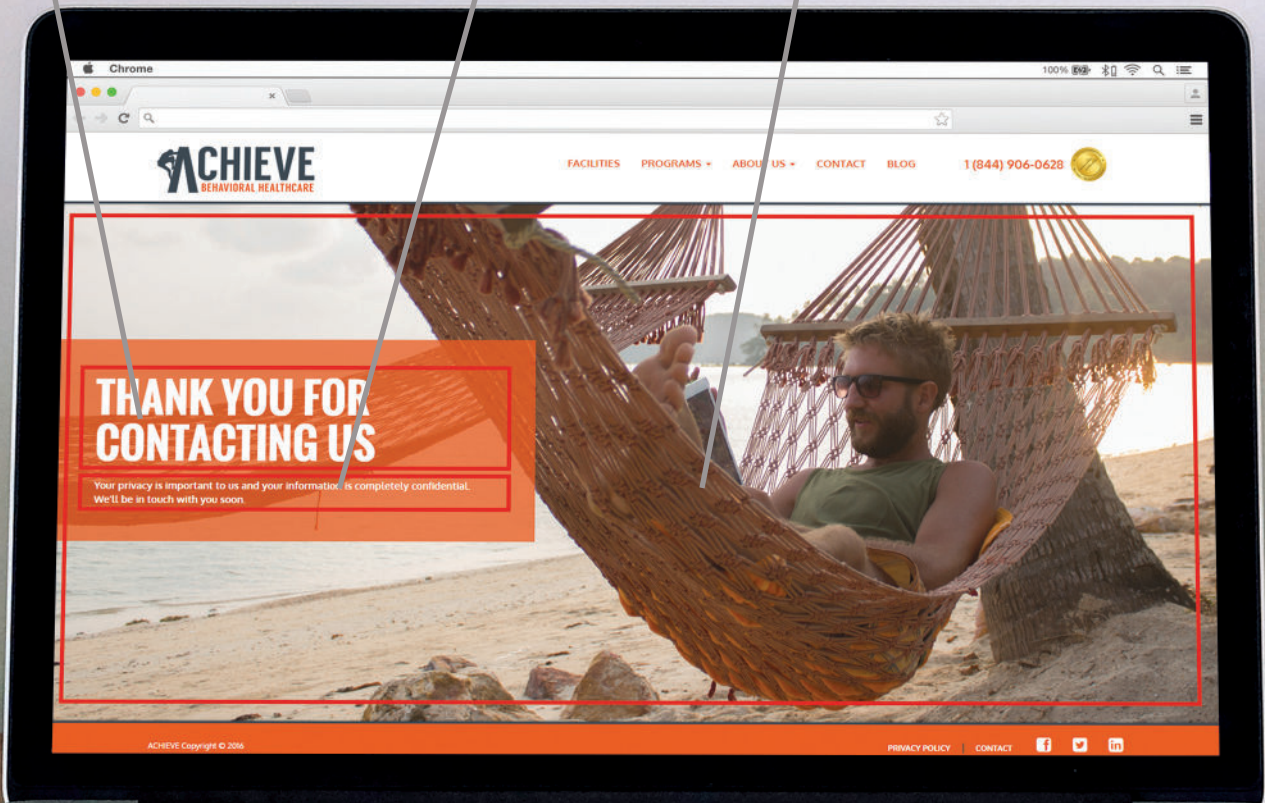 Chrome
100%
ACHIEVE
BEHAVIORAL HEALTHCARE
FACILITIES PROGRAMS ABOUT US CONTACT BLOG 1 (844) 906-0628
THANK YOU FOR
CONTACTING US
Your privacy is important to us and your information is completely confidential.
We'll be in touch with you soon.
ACHIEVE Copyright © 2016
PRIVACY POLICY | CONTACT